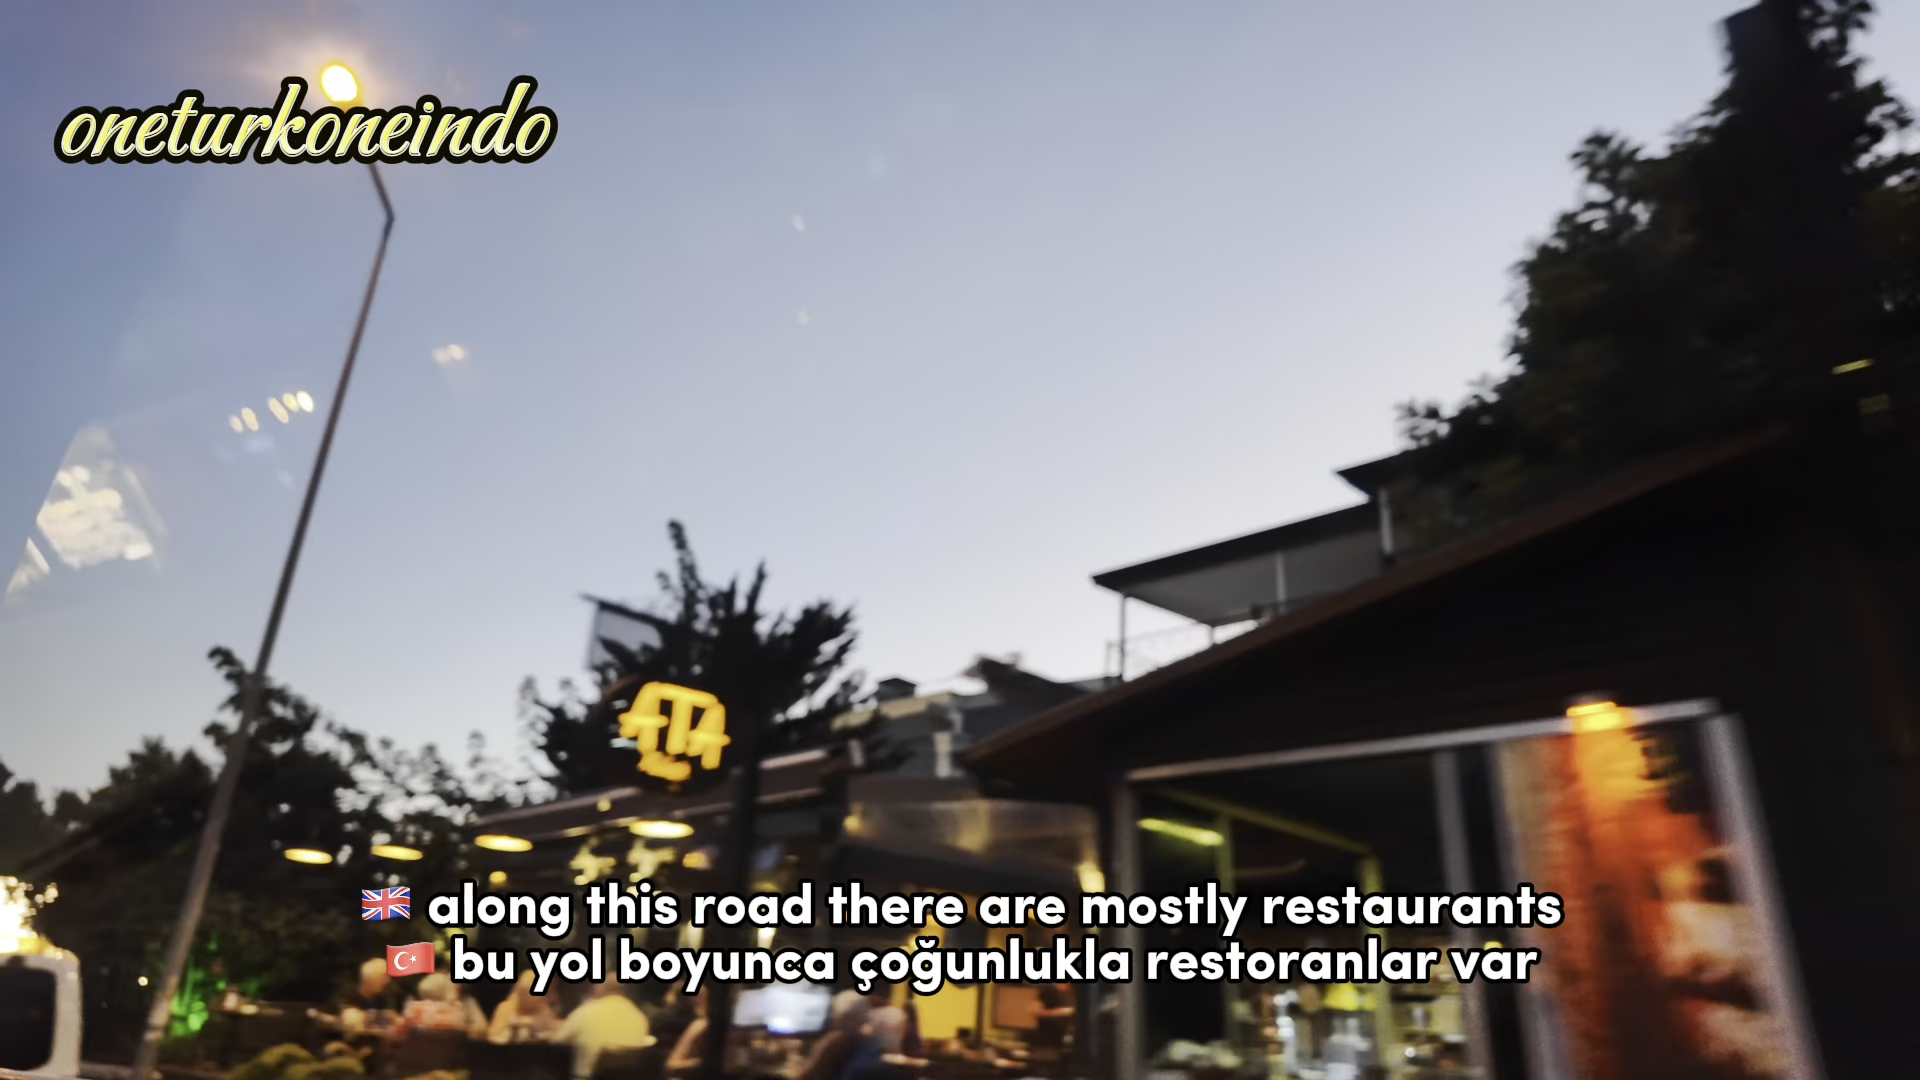 oneturkoneindo
🇬🇧 along this road there are mostly restaurants
🇹🇷 bu yol boyunca çoğunlukla restoranlar var